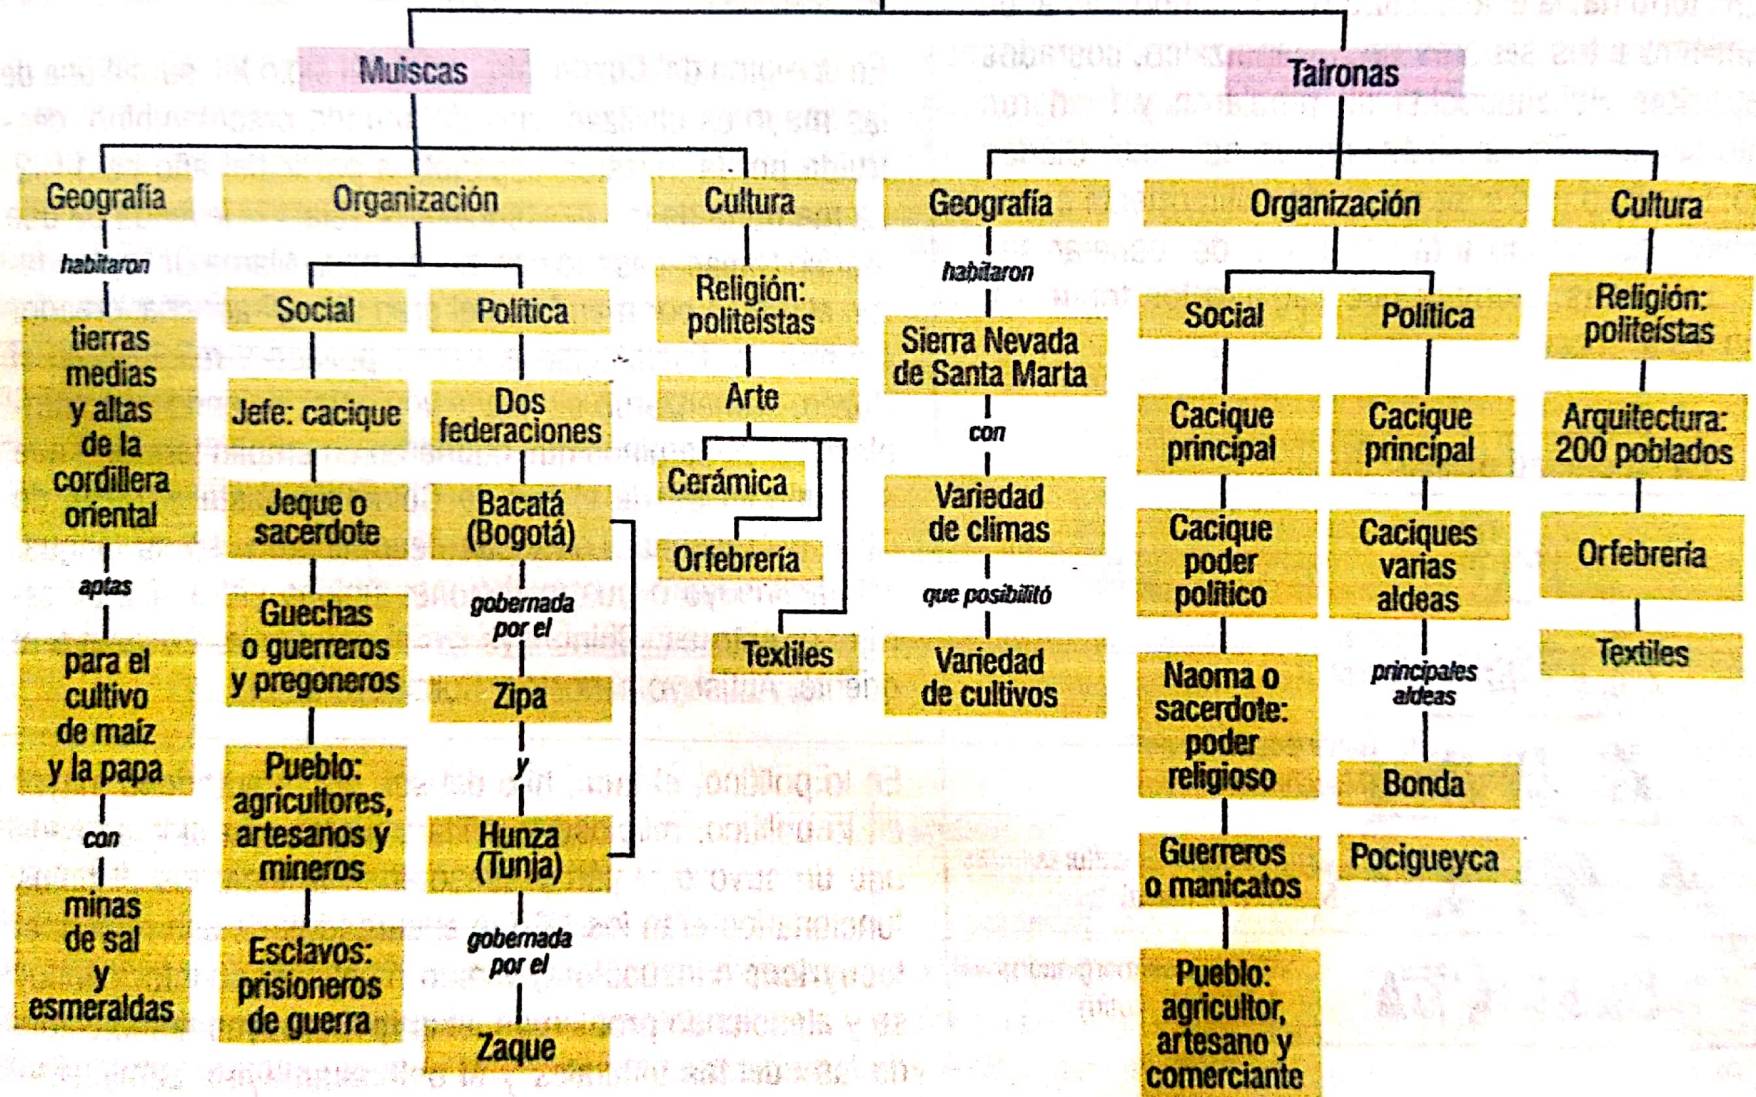 Muiscas
Geografía
habitaron
tierras
medias
y altas
de la
cordillera
oriental
aptas
para el
cultivo
de maíz
y la papa
con
minas
de sal
y
esmeraldas
Organización
Social
Jefe: cacique
Jeque o
sacerdote
Guechas
o guerreros
y pregoneros
Pueblo:
agricultores,
artesanos y
mineros
Esclavos:
prisioneros
de guerra
Política
Dos
federaciones
Bacatá
(Bogotá)
gobernada
por el
Zipa
y
Hunza
(Tunja)
gobernada
por el
Zaque
Cultura
Religión:
politeístas
Arte
Cerámica
Orfebrería
Textiles
Taironas
Geografía
habitaron
Sierra Nevada
de Santa Marta
con
Variedad
de climas
que posibilitó
Variedad
de cultivos
Organización
Social
Cacique
principal
Cacique
poder
político
Naoma o
sacerdote:
poder
religioso
Guerreros
o manicatos
Pueblo:
agricultor,
artesano y
comerciante
Política
Cacique
principal
Caciques
varias
aldeas
principales
aldeas
Bonda
Pocigueyca
Cultura
Religión:
politeístas
Arquitectura:
200 poblados
Orfebrería
Textiles